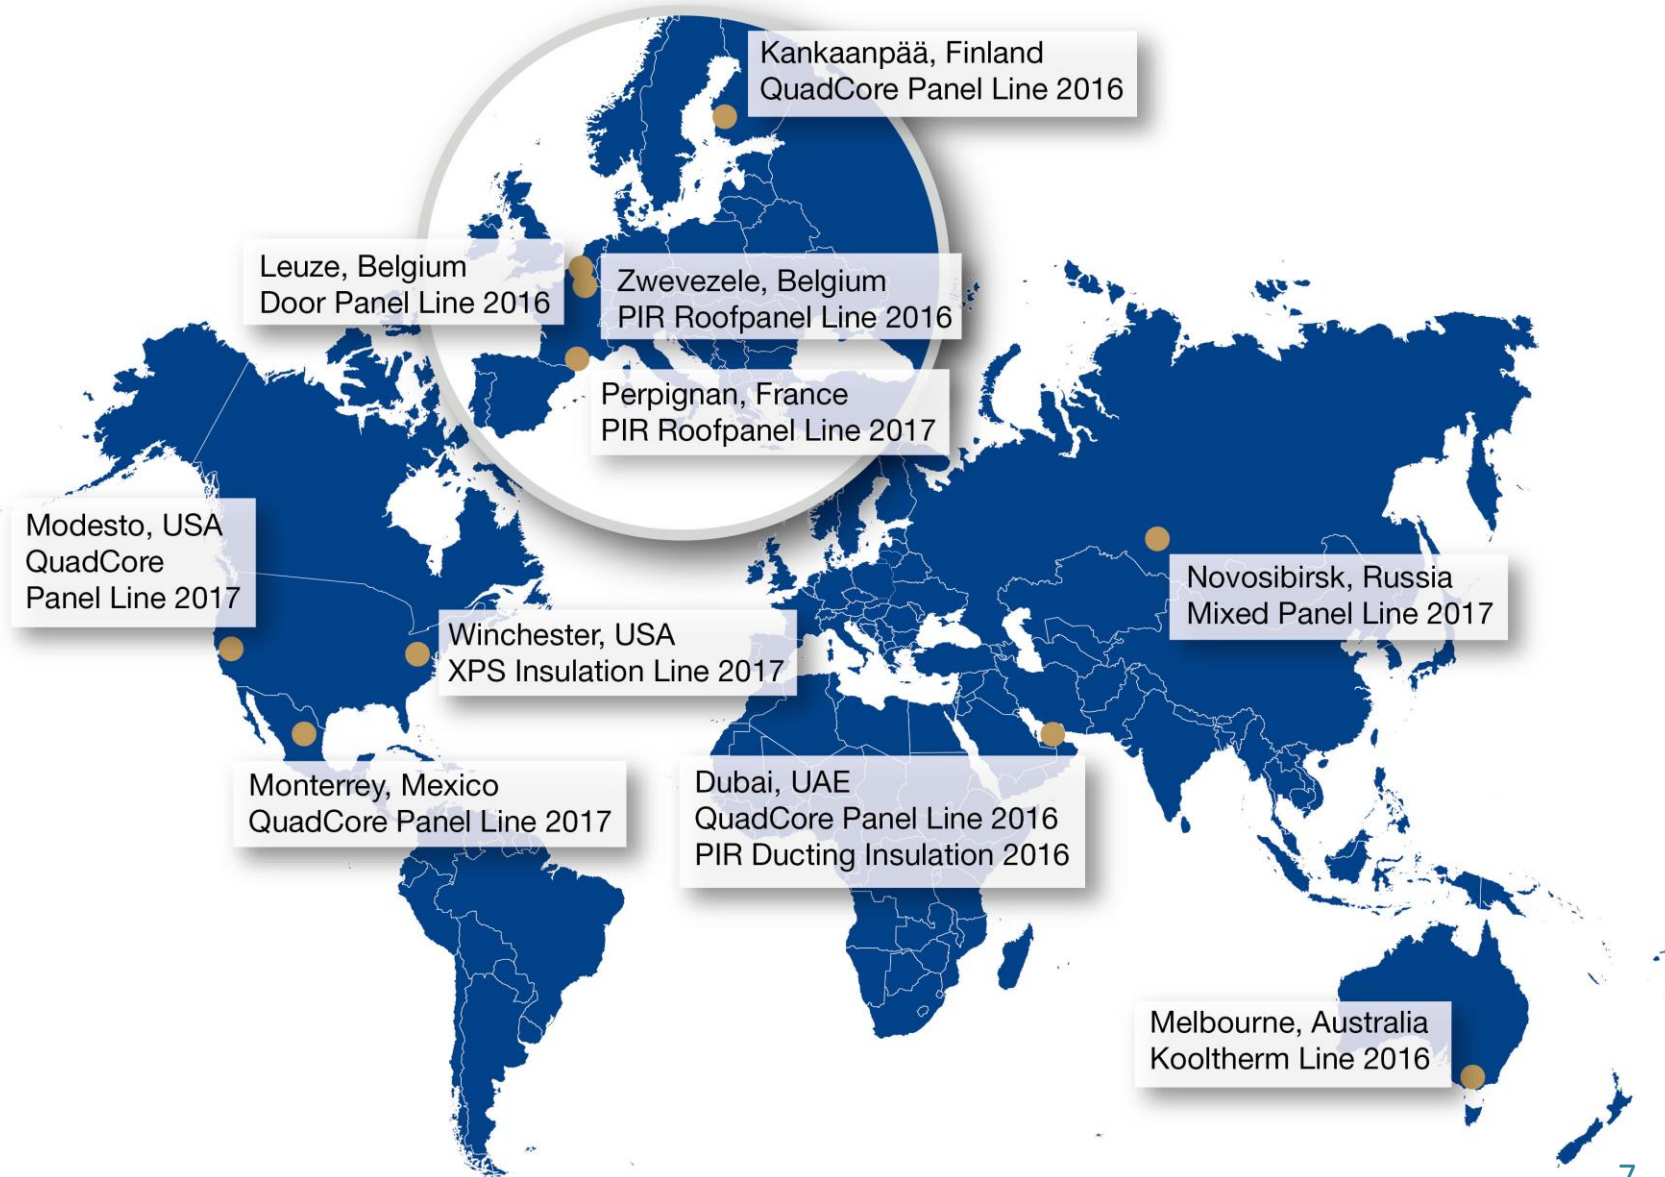 Kankaanpää, Finland
QuadCore Panel Line 2016
Leuze, Belgium
Door Panel Line 2016
Zwevezele, Belgium
PIR Roofpanel Line 2016
Perpignan, France
PIR Roofpanel Line 2017
Modesto, USA
QuadCore
Panel Line 2017
Winchester, USA
XPS Insulation Line 2017
Novosibirsk, Russia
Mixed Panel Line 2017
Monterrey, Mexico
QuadCore Panel Line 2017
Dubai, UAE
QuadCore Panel Line 2016
PIR Ducting Insulation 2016
Melbourne, Australia
Kooltherm Line 2016
7